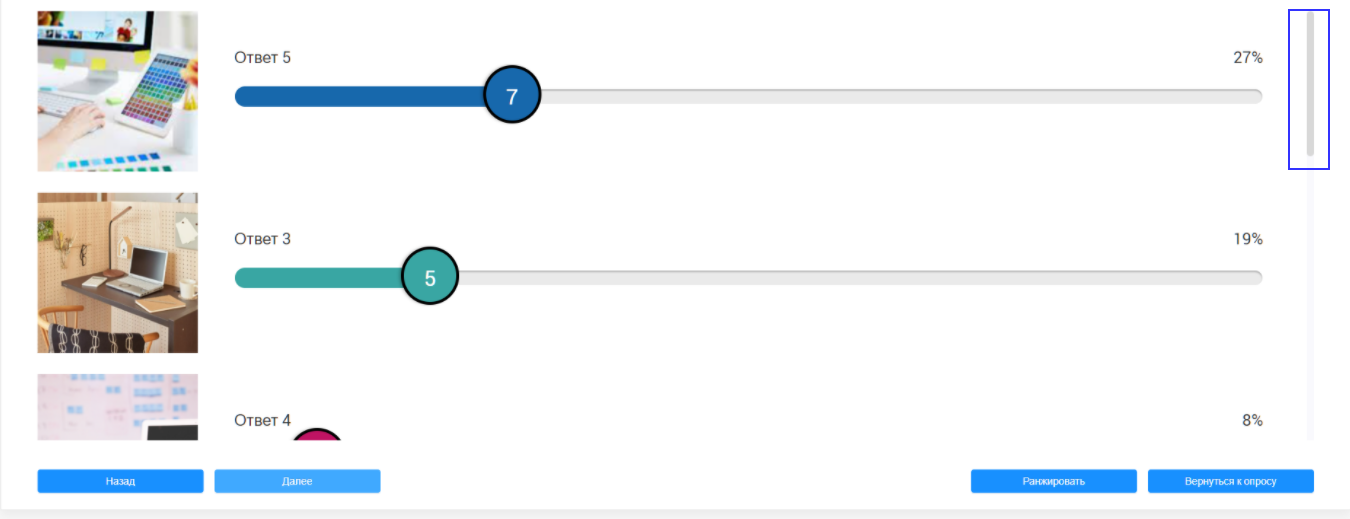 Ответ 5
27%
7
Ответ 3
19%
5
Ответ 4
8%
Назад
Далее
Ранжировать
Вернуться к опросу